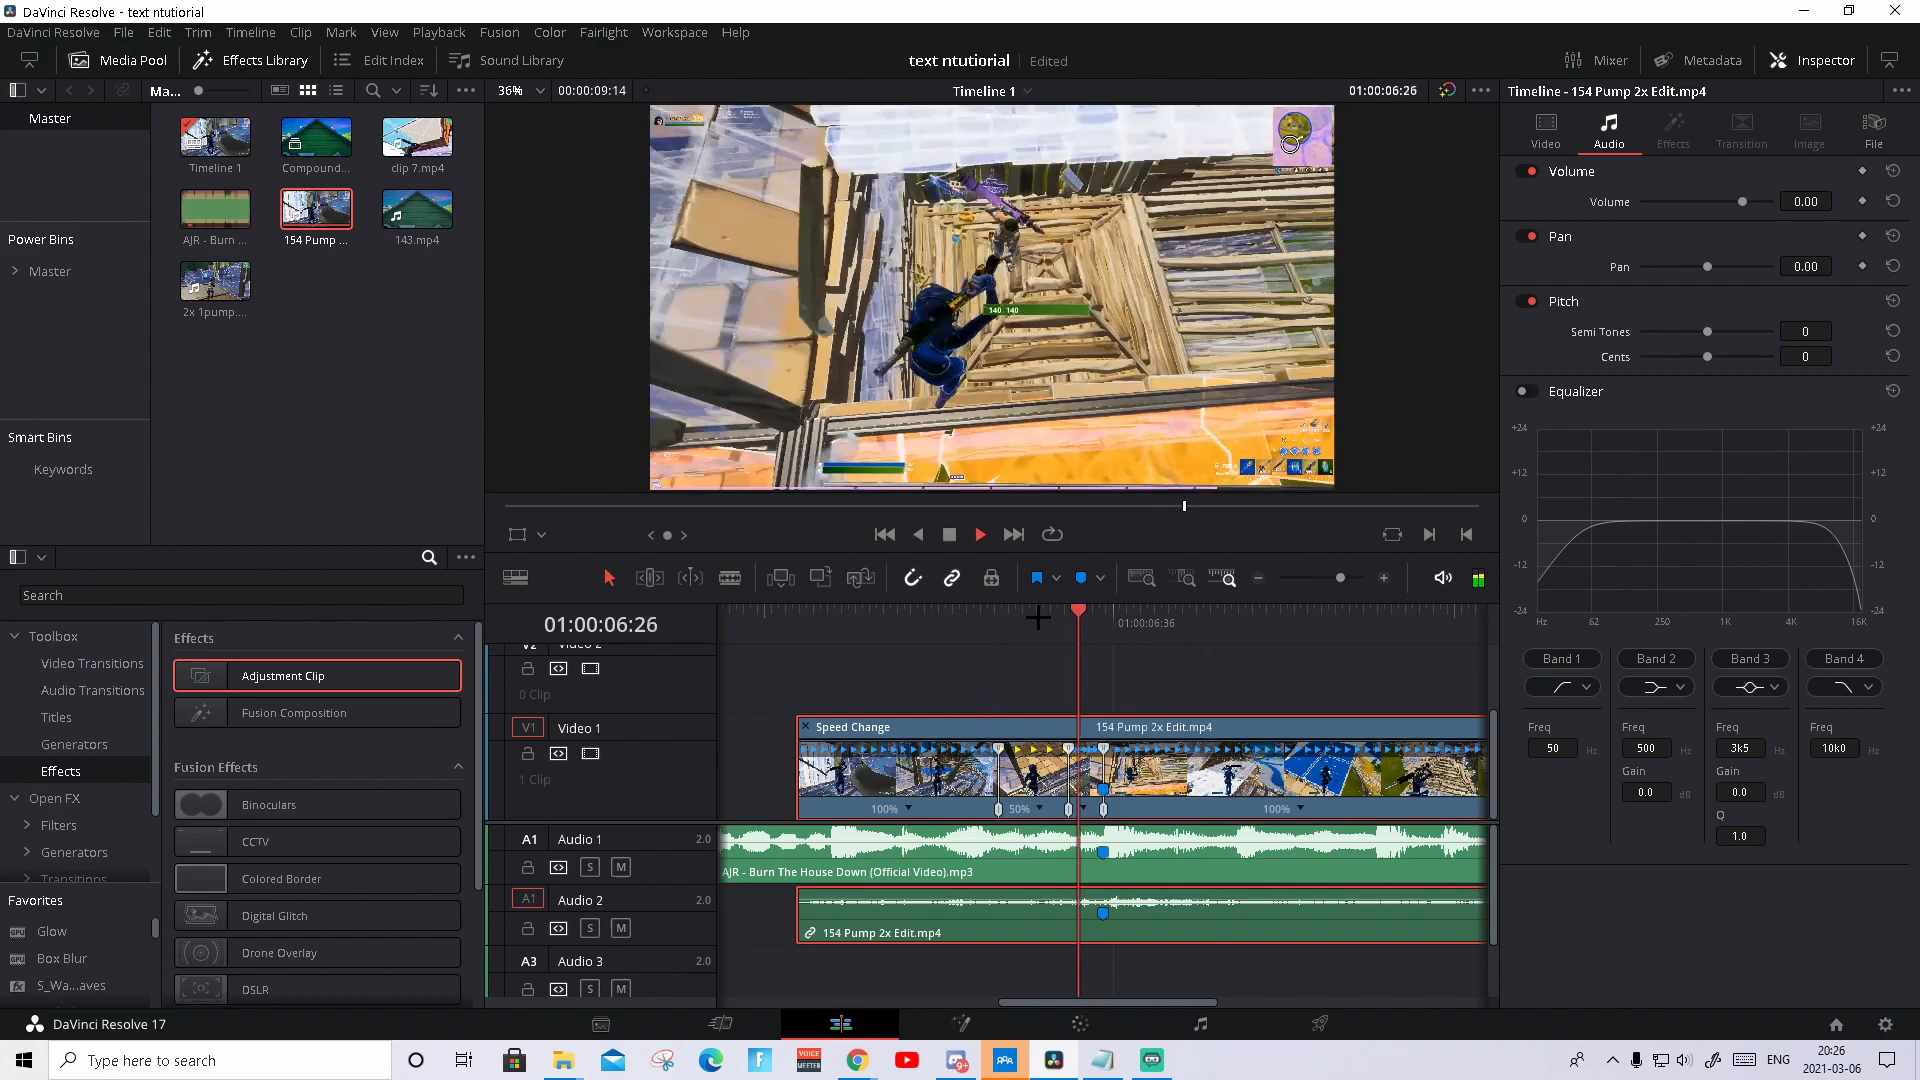 DaVinci Resolve - text ntutiorial
DaVinci Resolve File Edit Trim Timeline Clip Mark View Playback Fusion Color Fairlight Workspace Help
Media Pool Effects Library Edit Index Sound Library text ntutiorial Edited Mixer Metadata Inspector
Ma... 36% 00:00:09:14 Timeline 1 01:00:06:26 Timeline - 154 Pump 2x Edit.mp4
Master
Timeline 1 Compound... clip 7.mp4
AJR - Burn ... 154 Pump ... 143.mp4
2x 1pump....
Power Bins
Master
Smart Bins
Keywords
140 140
Video Audio Effects Transition Image File
Volume
Volume 0.00
Pan
Pan 0.00
Pitch
Semi Tones 0
Cents 0
Equalizer
+24 +24
+12 +12
0 0
-12 -12
-24 -24
Hz 62 250 1K 4K 16K
Band 1 Band 2 Band 3 Band 4
Freq Freq Freq Freq
50 Hz 500 Hz 3k5 Hz 10k0 Hz
Gain Gain
0.0 dB 0.0 dB
Q
1.0
Search
Toolbox
Video Transitions
Audio Transitions
Titles
Generators
Effects
Open FX
Filters
Generators
Transitions
Favorites
Glow
Box Blur
S_Wa...aves
Effects
Adjustment Clip
Fusion Composition
Fusion Effects
Binoculars
CCTV
Colored Border
Digital Glitch
Drone Overlay
DSLR
01:00:06:26 01:00:06:36
V2 Video 2
0 Clip
V1 Video 1
1 Clip
Speed Change 154 Pump 2x Edit.mp4
100% 50% 100%
A1 Audio 1 2.0
S M
AJR - Burn The House Down (Official Video).mp3
A1 Audio 2 2.0
S M
154 Pump 2x Edit.mp4
A3 Audio 3 2.0
S M
DaVinci Resolve 17
Type here to search
VOICE MEETER
9+
ENG
20:26
2021-03-06